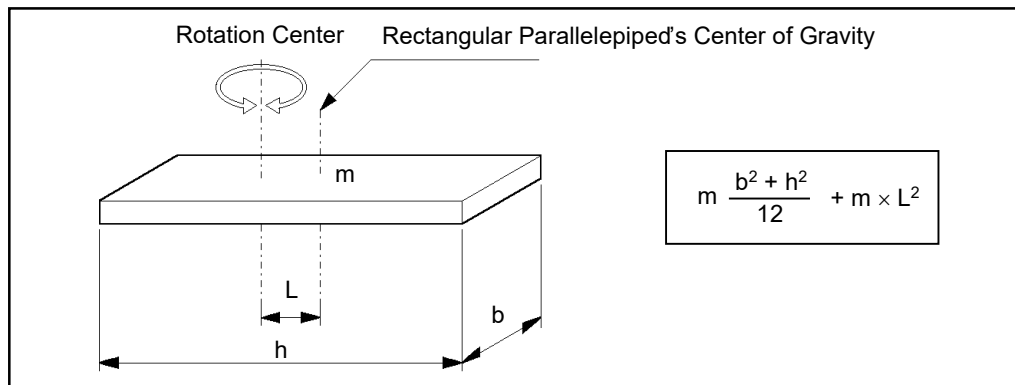 Rotation Center
Rectangular Parallelepiped's Center of Gravity
m
m (b² + h²)/12 + m × L²
L
b
h